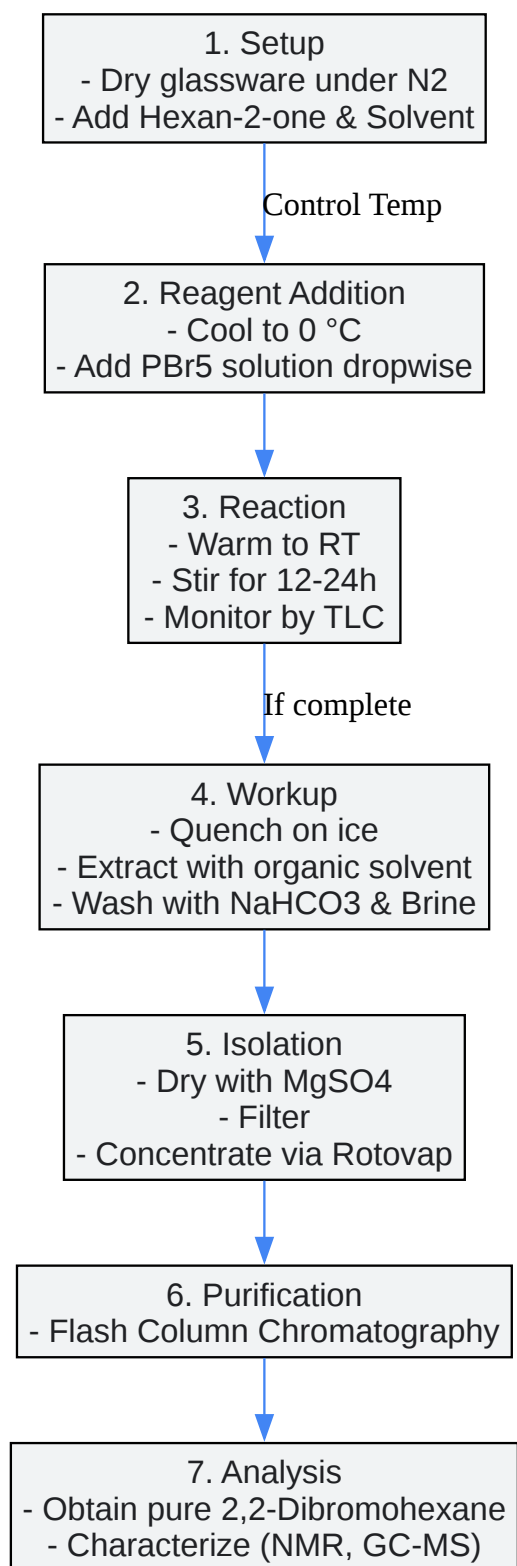 1. Setup
- Dry glassware under N2
- Add Hexan-2-one & Solvent
Control Temp
2. Reagent Addition
- Cool to 0 °C
- Add PBr5 solution dropwise
3. Reaction
- Warm to RT
- Stir for 12-24h
- Monitor by TLC
If complete
4. Workup
- Quench on ice
- Extract with organic solvent
- Wash with NaHCO3 & Brine
5. Isolation
- Dry with MgSO4
- Filter
- Concentrate via Rotovap
6. Purification
- Flash Column Chromatography
7. Analysis
- Obtain pure 2,2-Dibromohexane
- Characterize (NMR, GC-MS)